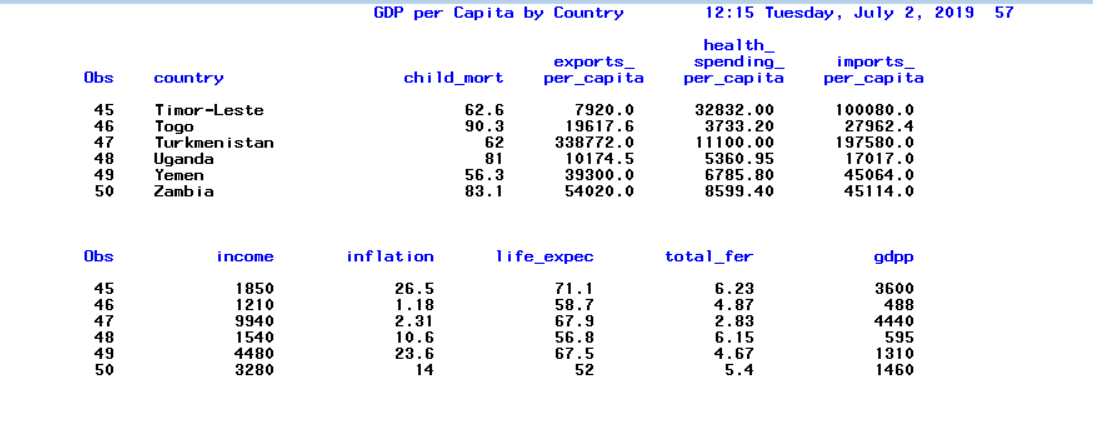 GDP per Capita by Country 12:15 Tuesday, July 2, 2019 57
health_
exports_ spending_ imports_
Obs country child_mort per_capita per_capita per_capita
45 Timor-Leste 62.6 7920.0 32832.00 100080.0
46 Togo 90.3 19617.6 3733.20 27962.4
47 Turkmenistan 62 338772.0 11100.00 197580.0
48 Uganda 81 10174.5 5360.95 17017.0
49 Yemen 56.3 39300.0 6785.80 45064.0
50 Zambia 83.1 54020.0 8599.40 45114.0
Obs income inflation life_expec total_fer gdpp
45 1850 26.5 71.1 6.23 3600
46 1210 1.18 58.7 4.87 488
47 9940 2.31 67.9 2.83 4440
48 1540 10.6 56.8 6.15 595
49 4480 23.6 67.5 4.67 1310
50 3280 14 52 5.4 1460